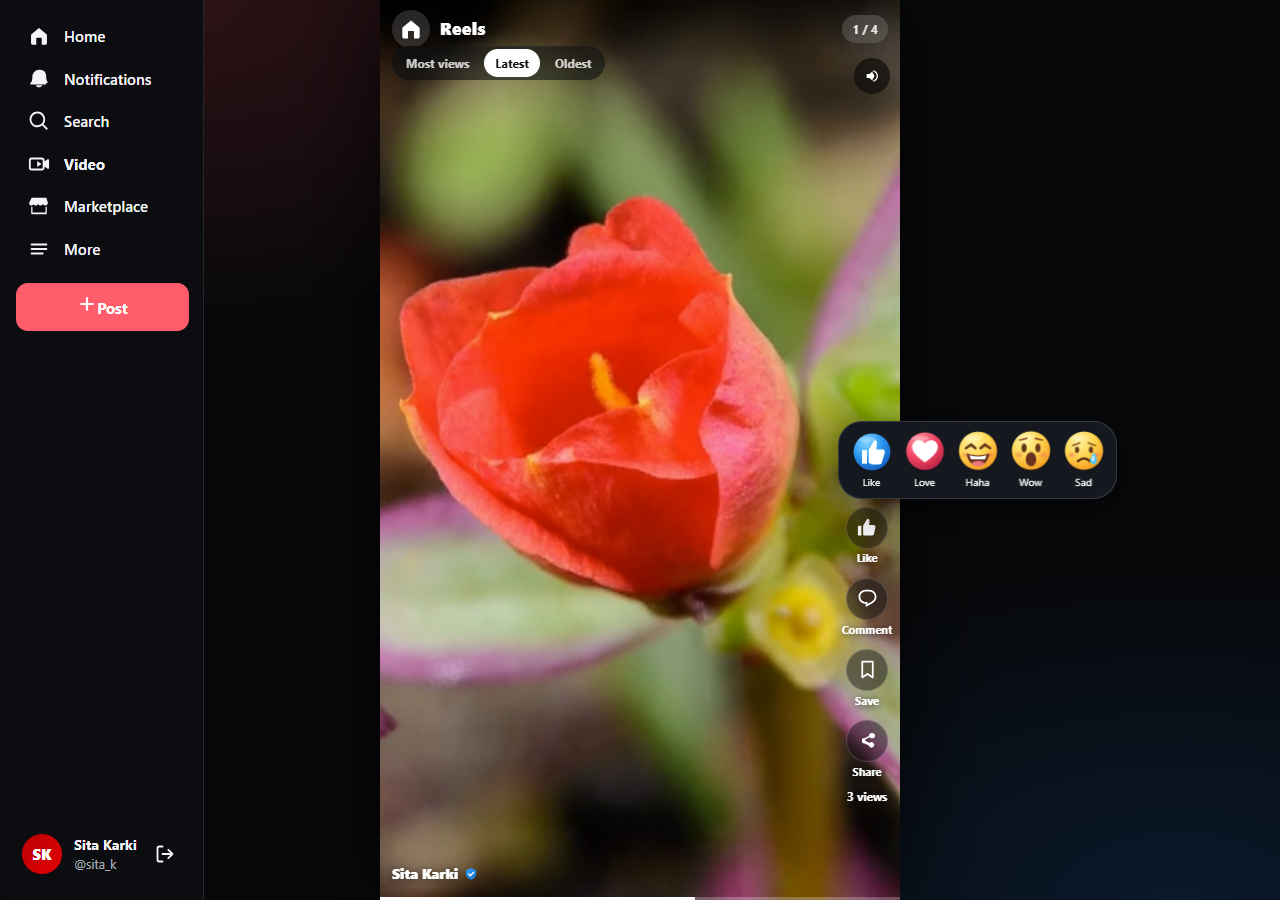 Home
Notifications
Search
Video
Marketplace
More
Post
SK
Sita Karki
@sita_k
Reels
1 / 4
Most views
Latest
Oldest
Like
Love
Haha
Wow
Sad
Like
Comment
Save
Share
3 views
Sita Karki